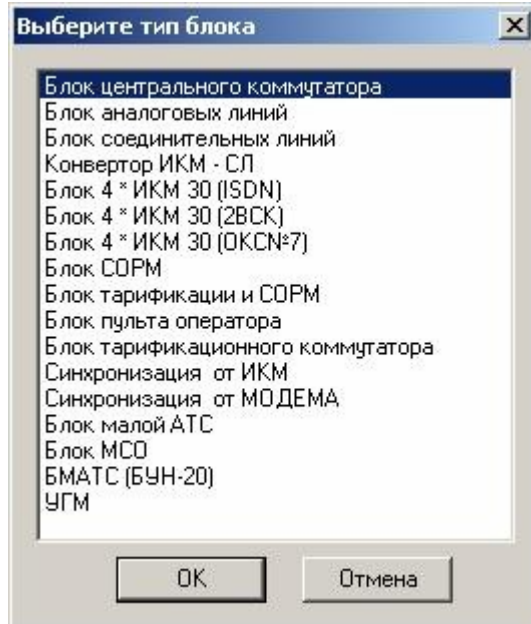 Выберите тип блока
Блок центрального коммутатора
Блок аналоговых линий
Блок соединительных линий
Конвертор ИКМ - СЛ
Блок 4 * ИКМ 30 (ISDN)
Блок 4 * ИКМ 30 (2ВСК)
Блок 4 * ИКМ 30 (ОКСN*7)
Блок СОРМ
Блок тарификации и СОРМ
Блок пульта оператора
Блок тарификационного коммутатора
Синхронизация от ИКМ
Синхронизация от МОДЕМА
Блок малой АТС
Блок МСО
БМАТС (БУН-20)
УГМ
OK Отмена